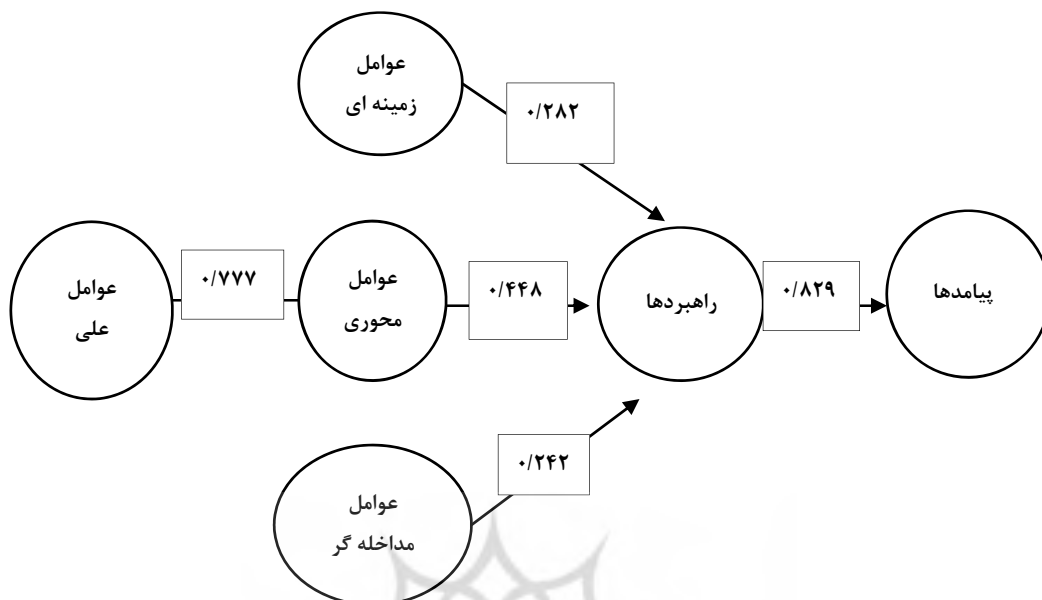 عوامل
زمینه ای
۰/۲۸۲
عوامل
علی
۰/۷۷۷
عوامل
محوری
۰/۴۴۸
راهبردها
۰/۸۲۹
پیامدها
۰/۲۴۲
عوامل
مداخله گر